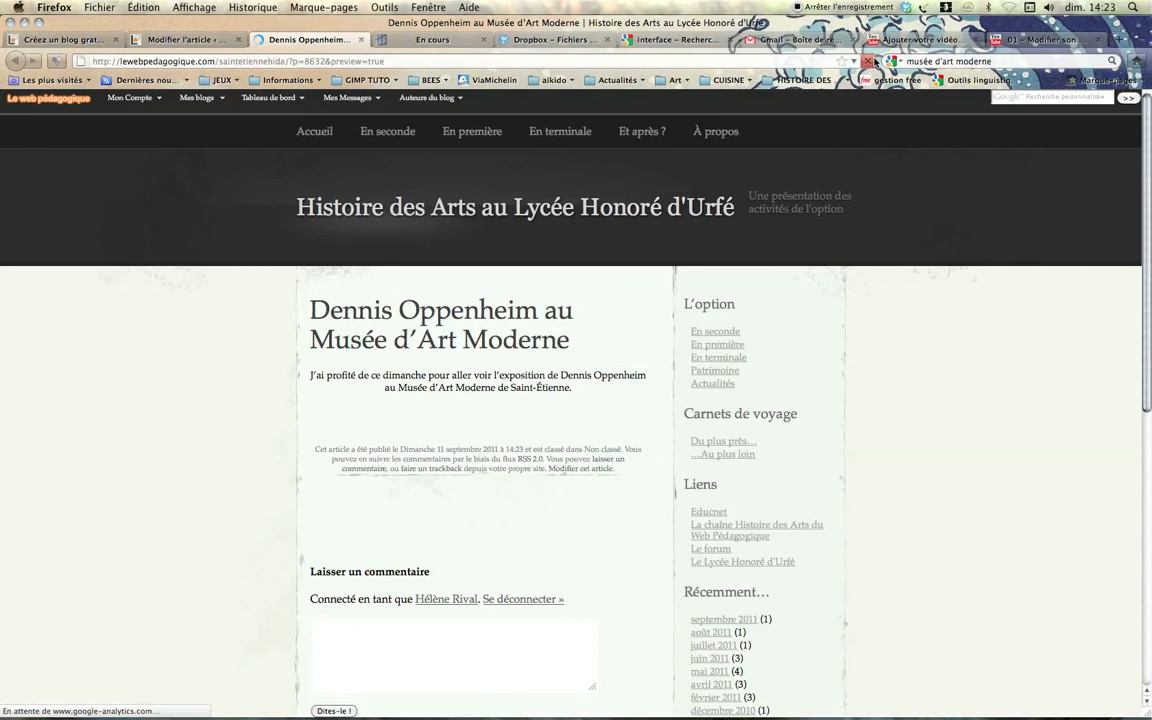 Firefox Fichier Édition Affichage Historique Marque-pages Outils Fenêtre Aide Arrêter l'enregistrement dim. 14:23
Dennis Oppenheim au Musée d'Art Moderne | Histoire des Arts au Lycée Honoré d'Urfé
Créez un blog grat... Modifier l'article ‹... Dennis Oppenheim... En cours Dropbox – Fichiers ... interface – Recherc... Gmail – Boîte de ré... Ajoutez votre vidéo... 01 – Modifier son ...
http://lewebpedagogique.com/saintetiennehida/?p=8632&preview=true musée d'art moderne
Les plus visités Dernières nou... JEUX Informations GIMP TUTO BEES ViaMichelin aikido Actualités Art CUISINE HISTOIRE DES ... gestion free Outils linguistiq... Marque-pages
Le web pédagogique Mon Compte Mes blogs Tableau de bord Mes Messages Auteurs du blog Google Recherche personnalisée >>
Accueil En seconde En première En terminale Et après ? À propos
Histoire des Arts au Lycée Honoré d'Urfé
Une présentation des
activités de l'option
Dennis Oppenheim au
Musée d'Art Moderne
J'ai profité de ce dimanche pour aller voir l'exposition de Dennis Oppenheim
au Musée d'Art Moderne de Saint-Étienne.
Cet article a été publié le Dimanche 11 septembre 2011 à 14:23 et est classé dans Non classé. Vous
pouvez en suivre les commentaires par le biais du flux RSS 2.0. Vous pouvez laisser un
commentaire, ou faire un trackback depuis votre propre site. Modifier cet article.
Laisser un commentaire
Connecté en tant que Hélène Rival. Se déconnecter »
Dites-le !
L'option
En seconde
En première
En terminale
Patrimoine
Actualités
Carnets de voyage
Du plus près…
…Au plus loin
Liens
Educnet
La chaîne Histoire des Arts du
Web Pédagogique
Le forum
Le Lycée Honoré d'Urfé
Récemment…
septembre 2011 (1)
août 2011 (1)
juillet 2011 (1)
juin 2011 (3)
mai 2011 (4)
avril 2011 (3)
février 2011 (3)
décembre 2010 (1)
En attente de www.google-analytics.com...